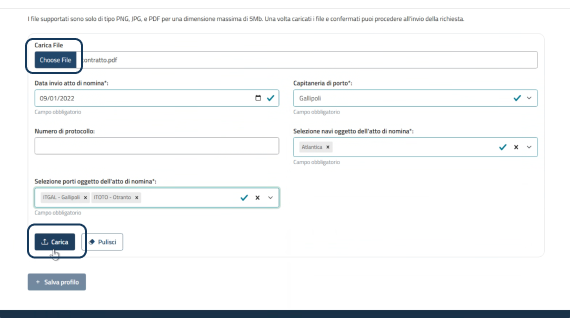 I file supportati sono solo di tipo PNG, JPG, e PDF per una dimensione massima di 5Mb. Una volta caricati i file e confermati puoi procedere all'invio della richiesta.
Carica File
Choose File ontratto.pdf
Data invio atto di nomina*:
09/01/2022
Campo obbligatorio
Capitaneria di porto*:
Gallipoli
Campo obbligatorio
Numero di protocollo:
Selezione navi oggetto dell'atto di nomina*:
Atlantica ×
Campo obbligatorio
Selezione porti oggetto dell'atto di nomina*:
ITGAL - Gallipoli × ITOTO - Otranto ×
Campo obbligatorio
Carica Pulisci
+ Salva profilo